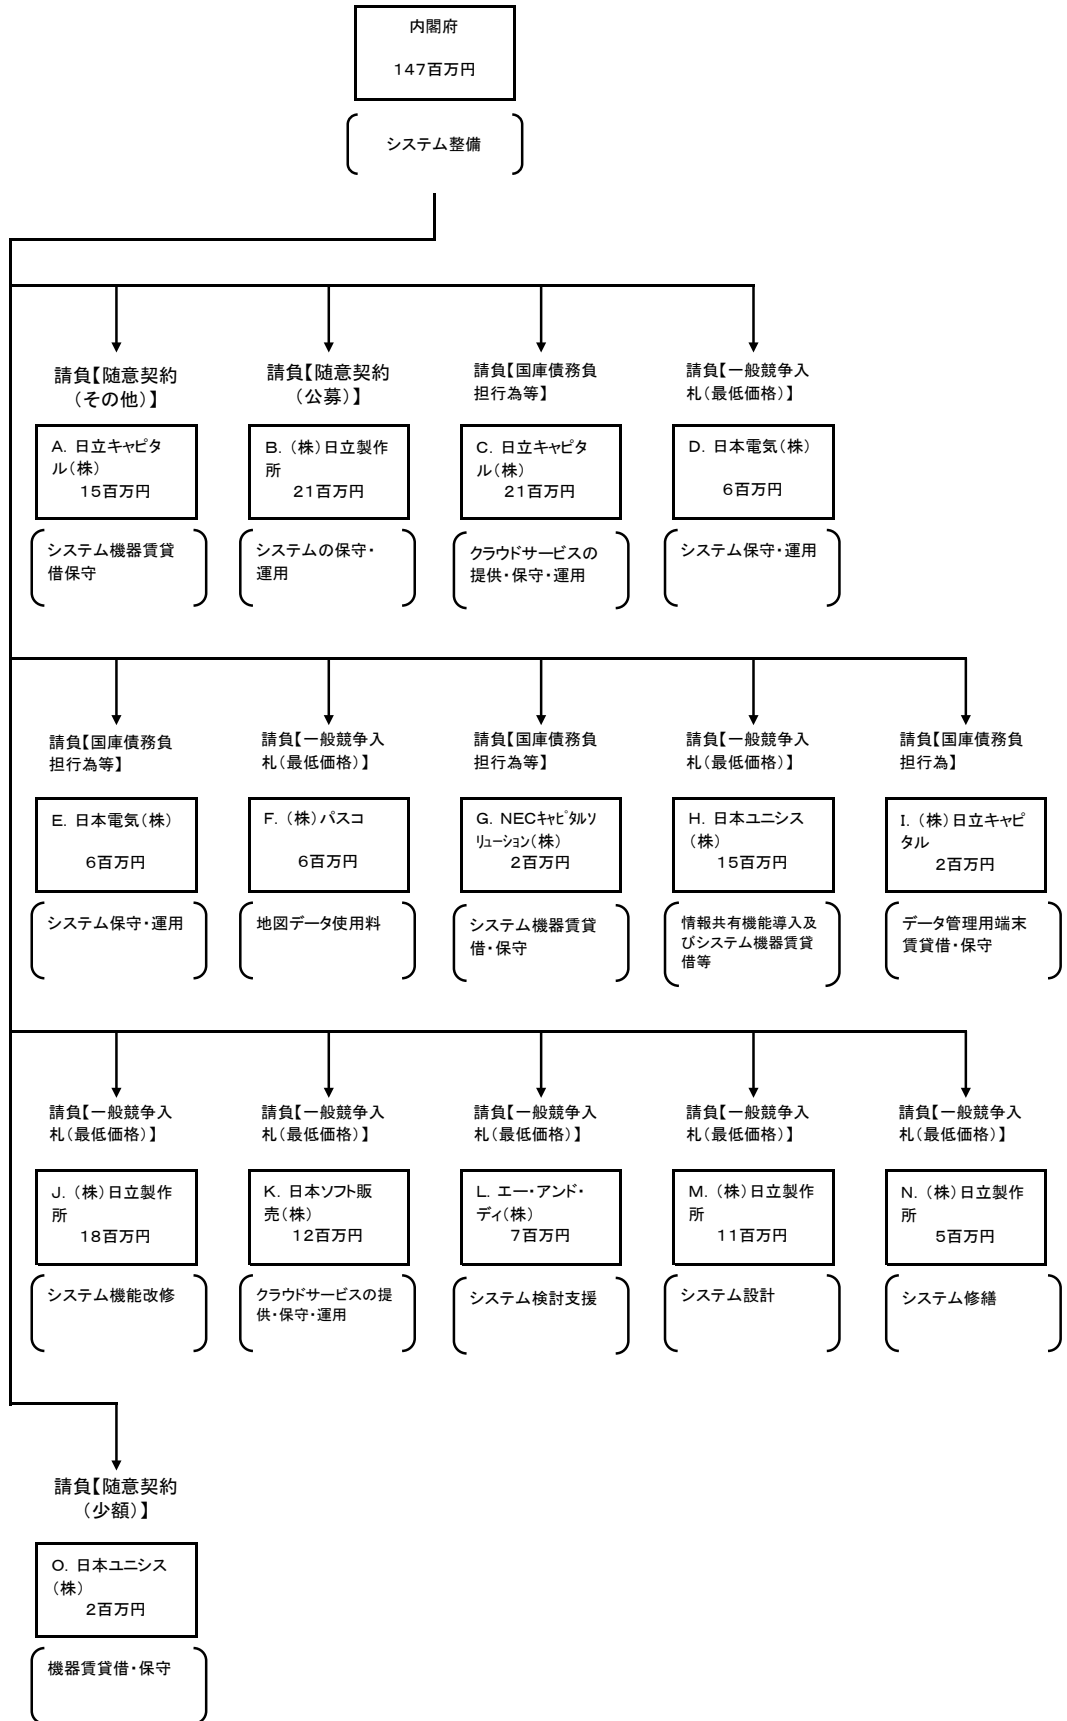 内閣府
147百万円
システム整備
請負【随意契約
（その他）】
請負【随意契約
（公募）】
請負【国庫債務負
担行為等】
請負【一般競争入
札（最低価格）】
A. 日立キャピタ
ル（株）
15百万円
B. （株）日立製作
所
21百万円
C. 日立キャピタ
ル（株）
21百万円
D. 日本電気（株）
6百万円
システム機器賃貸
借保守
システムの保守・
運用
クラウドサービスの
提供・保守・運用
システム保守・運用
請負【国庫債務負
担行為等】
請負【一般競争入
札（最低価格）】
請負【国庫債務負
担行為等】
請負【一般競争入
札（最低価格）】
請負【国庫債務負
担行為】
E. 日本電気（株）
6百万円
F. （株）パスコ
6百万円
G. NECｷｬﾋﾟﾀﾙｿ
ﾘｭｰｼｮﾝ（株）
2百万円
H. 日本ユニシス
（株）
15百万円
I. （株）日立キャピ
タル
2百万円
システム保守・運用
地図データ使用料
システム機器賃貸
借・保守
情報共有機能導入及
びシステム機器賃貸
借等
データ管理用端末
賃貸借・保守
請負【一般競争入
札（最低価格）】
請負【一般競争入
札（最低価格）】
請負【一般競争入
札（最低価格）】
請負【一般競争入
札（最低価格）】
請負【一般競争入
札（最低価格）】
J. （株）日立製作
所
18百万円
K. 日本ソフト販
売（株）
12百万円
L. エー・アンド・
ディ（株）
7百万円
M. （株）日立製作
所
11百万円
N. （株）日立製作
所
5百万円
システム機能改修
クラウドサービスの提
供・保守・運用
システム検討支援
システム設計
システム修繕
請負【随意契約
（少額）】
O. 日本ユニシス
（株）
2百万円
機器賃貸借・保守